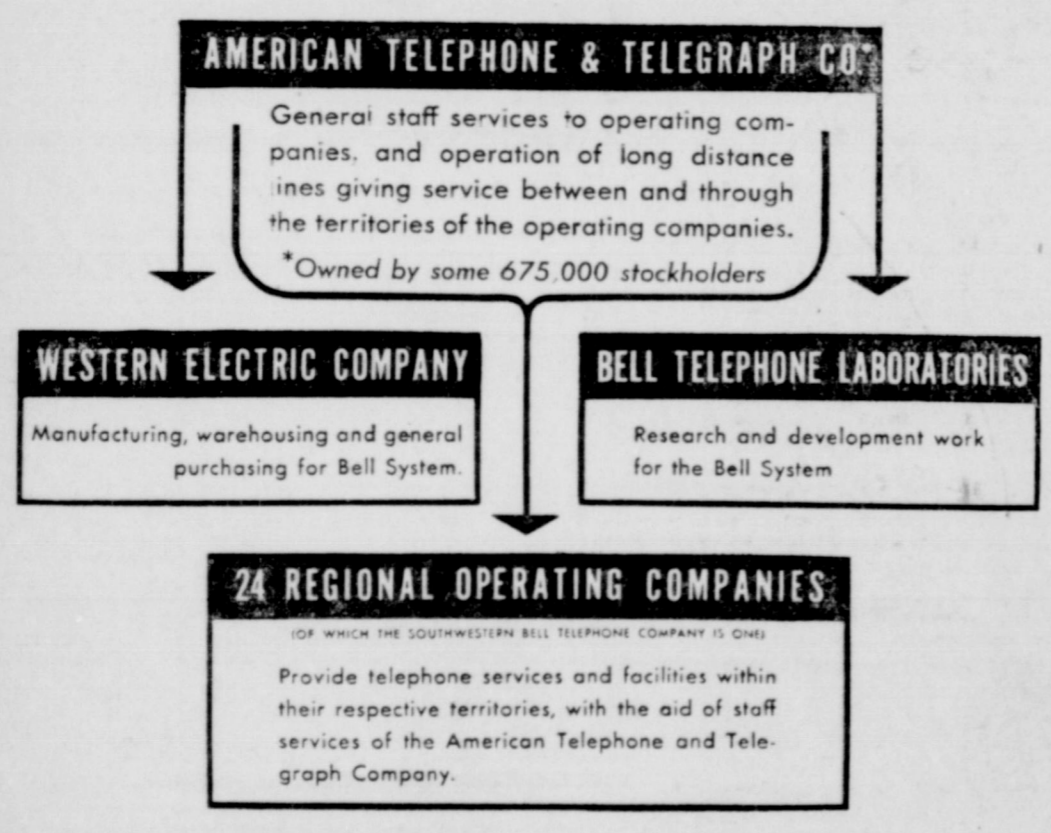 AMERICAN TELEPHONE & TELEGRAPH CO*
General staff services to operating com-
panies, and operation of long distance
lines giving service between and through
the territories of the operating companies.
*Owned by some 675,000 stockholders
WESTERN ELECTRIC COMPANY
Manufacturing, warehousing and general
purchasing for Bell System.
BELL TELEPHONE LABORATORIES
Research and development work
for the Bell System
24 REGIONAL OPERATING COMPANIES
(OF WHICH THE SOUTHWESTERN BELL TELEPHONE COMPANY IS ONE)
Provide telephone services and facilities within
their respective territories, with the aid of staff
services of the American Telephone and Tele-
graph Company.